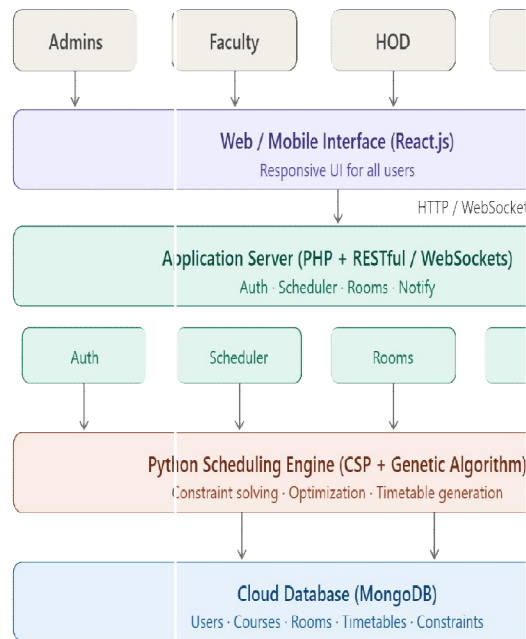 Admins Faculty HOD
Web / Mobile Interface (React.js)
Responsive UI for all users
HTTP / WebSocket
Application Server (PHP + RESTful / WebSockets)
Auth · Scheduler · Rooms · Notify
Auth Scheduler Rooms
Python Scheduling Engine (CSP + Genetic Algorithm)
Constraint solving · Optimization · Timetable generation
Cloud Database (MongoDB)
Users · Courses · Rooms · Timetables · Constraints